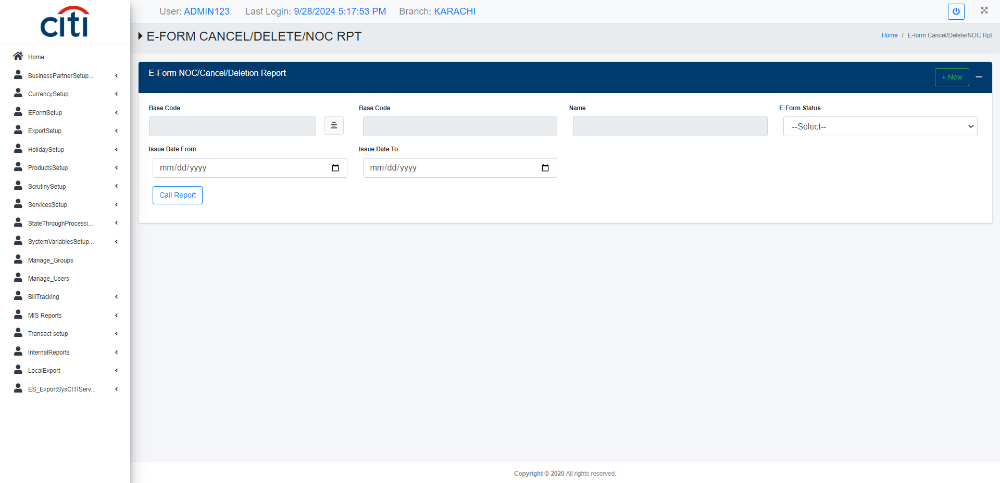 citi
User: ADMIN123 Last Login: 9/28/2024 5:17:53 PM Branch: KARACHI
E-FORM CANCEL/DELETE/NOC RPT
Home / E-form Cancel/Delete/NOC Rpt
Home
BusinessPartnerSetup...
CurrencySetup
EFormSetup
ExportSetup
HolidaySetup
ProductsSetup
ScrutinySetup
ServicesSetup
StateThroughProcessi...
SystemVariablesSetup...
Manage_Groups
Manage_Users
BillTracking
MIS Reports
Transact setup
InternalReports
LocalExport
ES_ExportSysCITIServ...
E-Form NOC/Cancel/Deletion Report
+ New
Base Code
Base Code
Name
E-Form Status
--Select--
Issue Date From
Issue Date To
mm/dd/yyyy
mm/dd/yyyy
Call Report
Copyright © 2020 All rights reserved.